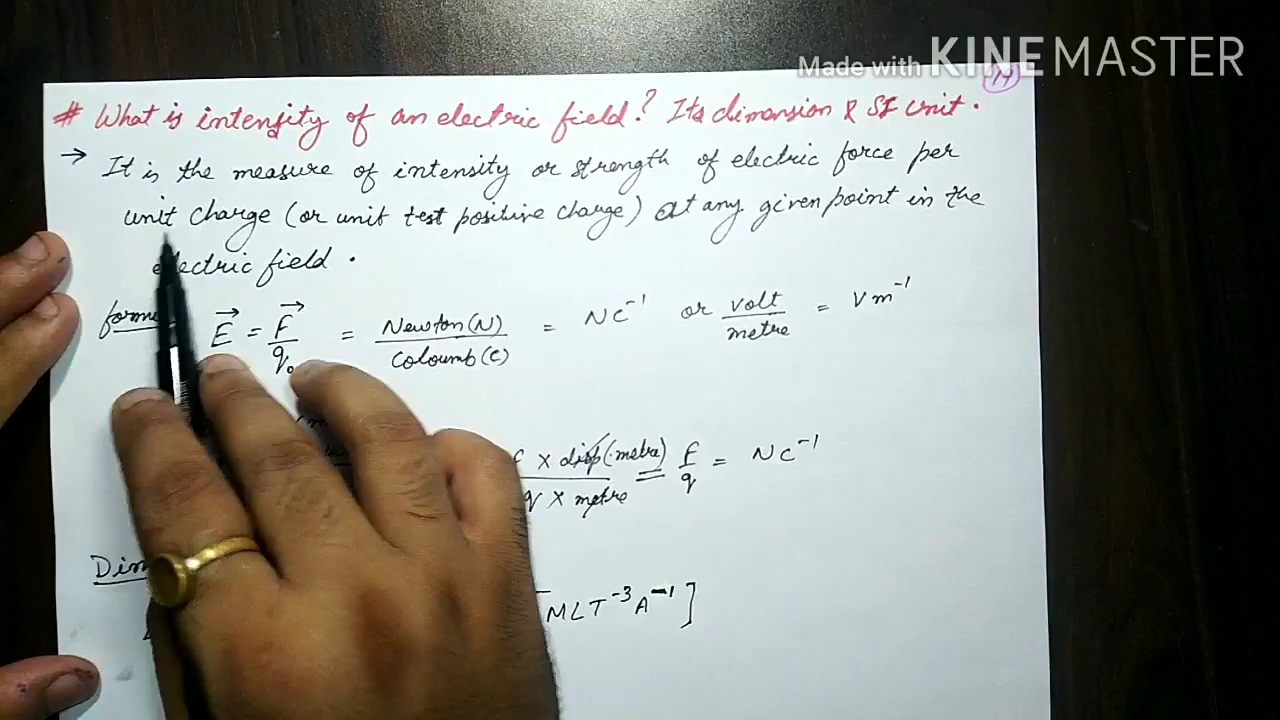 Made with KINEMASTER
14
# What is intensity of an electric field? Its dimension & SI unit.
→ It is the measure of intensity or strength of electric force per
unit charge (or unit test positive charge) at any given point in the
electric field.
E⃗ = F⃗/q₀ = Newton(N)/Coloumb(C) = NC⁻¹ or volt/metre = Vm⁻¹
× disp(metre)/q × metre = F/q = NC⁻¹
MLT⁻³A⁻¹]